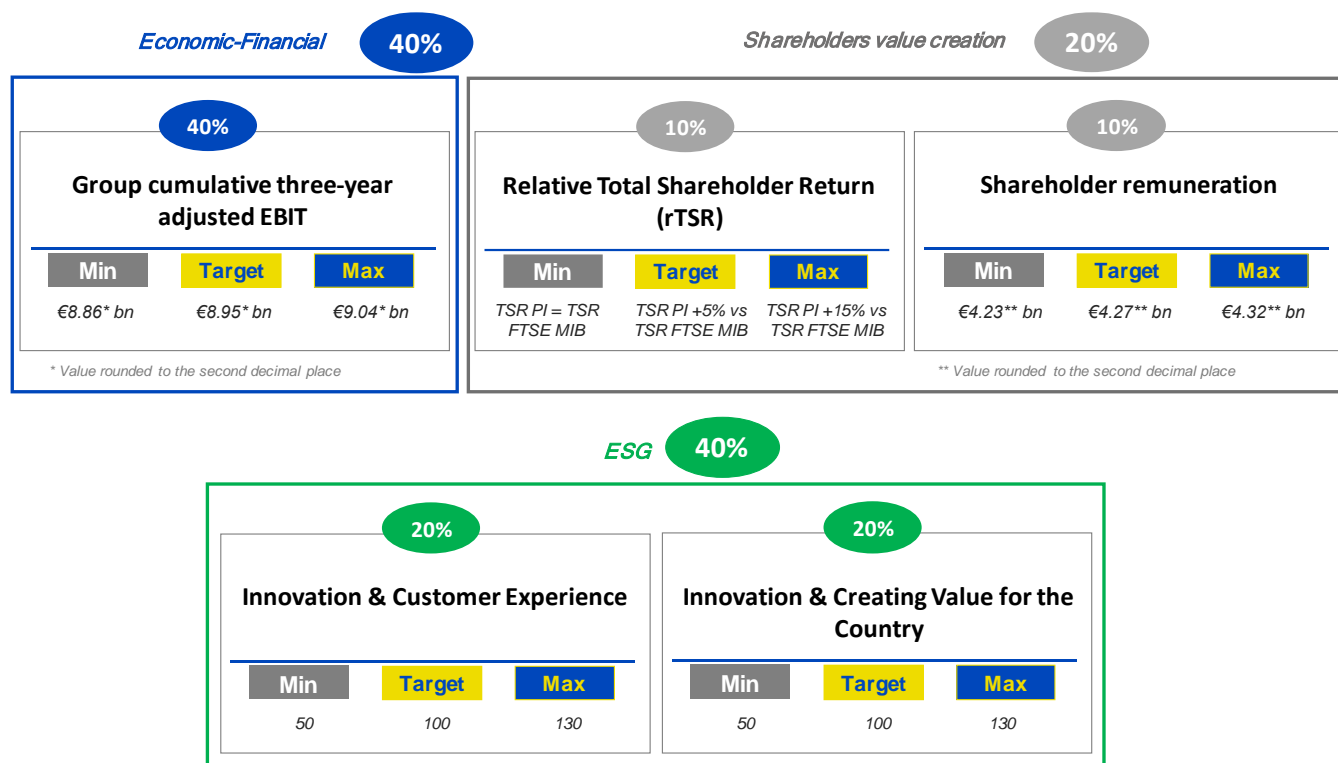 Economic-Financial 40%
Shareholders value creation 20%
40%
Group cumulative three-year
adjusted EBIT
Min Target Max
€8.86* bn €8.95* bn €9.04* bn
* Value rounded to the second decimal place
10%
Relative Total Shareholder Return
(rTSR)
Min Target Max
TSR PI = TSR
FTSE MIB
TSR PI +5% vs
TSR FTSE MIB
TSR PI +15% vs
TSR FTSE MIB
10%
Shareholder remuneration
Min Target Max
€4.23** bn €4.27** bn €4.32** bn
** Value rounded to the second decimal place
ESG 40%
20%
Innovation & Customer Experience
Min Target Max
50 100 130
20%
Innovation & Creating Value for the
Country
Min Target Max
50 100 130